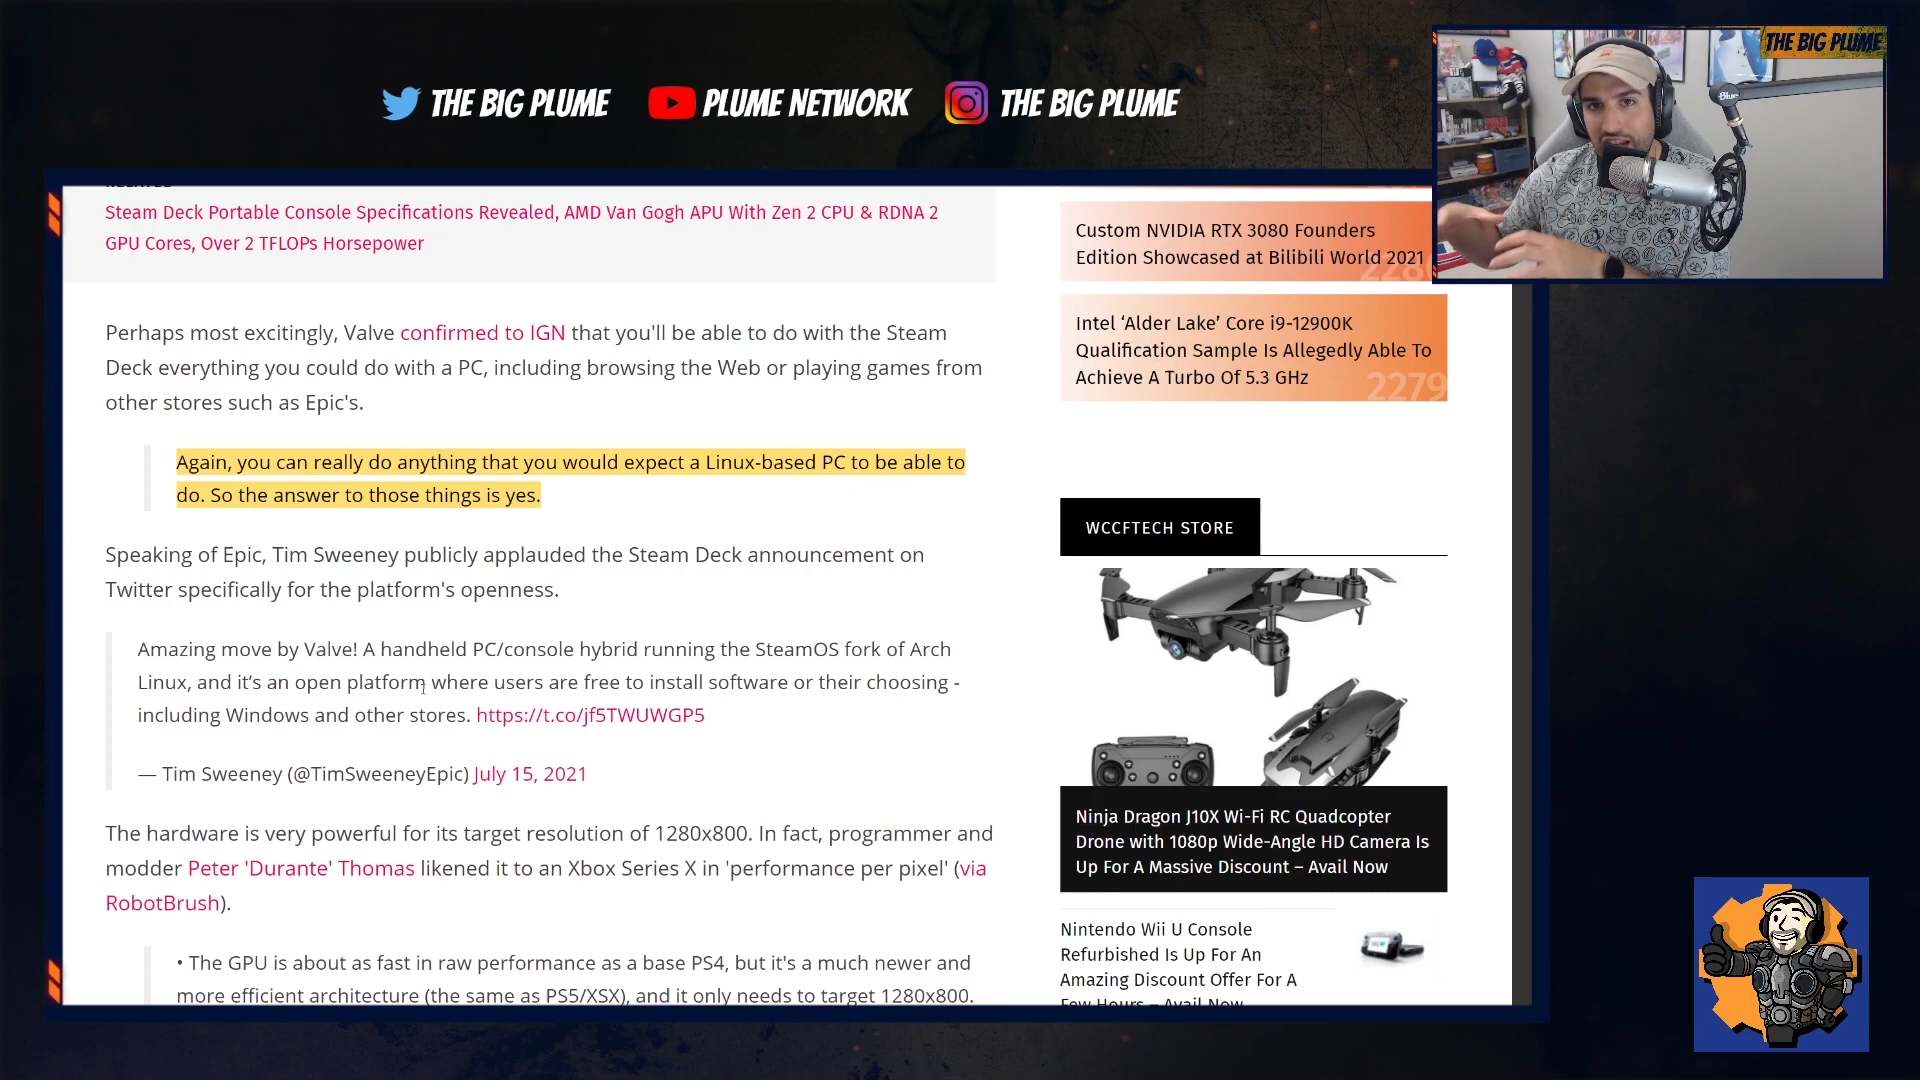 THE BIG PLUME PLUME NETWORK THE BIG PLUME
THE BIG PLUME
Blue
Steam Deck Portable Console Specifications Revealed, AMD Van Gogh APU With Zen 2 CPU & RDNA 2
GPU Cores, Over 2 TFLOPs Horsepower
Perhaps most excitingly, Valve confirmed to IGN that you'll be able to do with the Steam
Deck everything you could do with a PC, including browsing the Web or playing games from
other stores such as Epic's.
Again, you can really do anything that you would expect a Linux-based PC to be able to
do. So the answer to those things is yes.
Speaking of Epic, Tim Sweeney publicly applauded the Steam Deck announcement on
Twitter specifically for the platform's openness.
Amazing move by Valve! A handheld PC/console hybrid running the SteamOS fork of Arch
Linux, and it's an open platform where users are free to install software or their choosing -
including Windows and other stores. https://t.co/jf5TWUWGP5
— Tim Sweeney (@TimSweeneyEpic) July 15, 2021
The hardware is very powerful for its target resolution of 1280x800. In fact, programmer and
modder Peter 'Durante' Thomas likened it to an Xbox Series X in 'performance per pixel' (via
RobotBrush).
• The GPU is about as fast in raw performance as a base PS4, but it's a much newer and
more efficient architecture (the same as PS5/XSX), and it only needs to target 1280x800.
Custom NVIDIA RTX 3080 Founders
Edition Showcased at Bilibili World 2021
Intel ‘Alder Lake’ Core i9-12900K
Qualification Sample Is Allegedly Able To
Achieve A Turbo Of 5.3 GHz
2279
WCCFTECH STORE
Ninja Dragon J10X Wi-Fi RC Quadcopter
Drone with 1080p Wide-Angle HD Camera Is
Up For A Massive Discount – Avail Now
Nintendo Wii U Console
Refurbished Is Up For An
Amazing Discount Offer For A
Few Hours – Avail Now